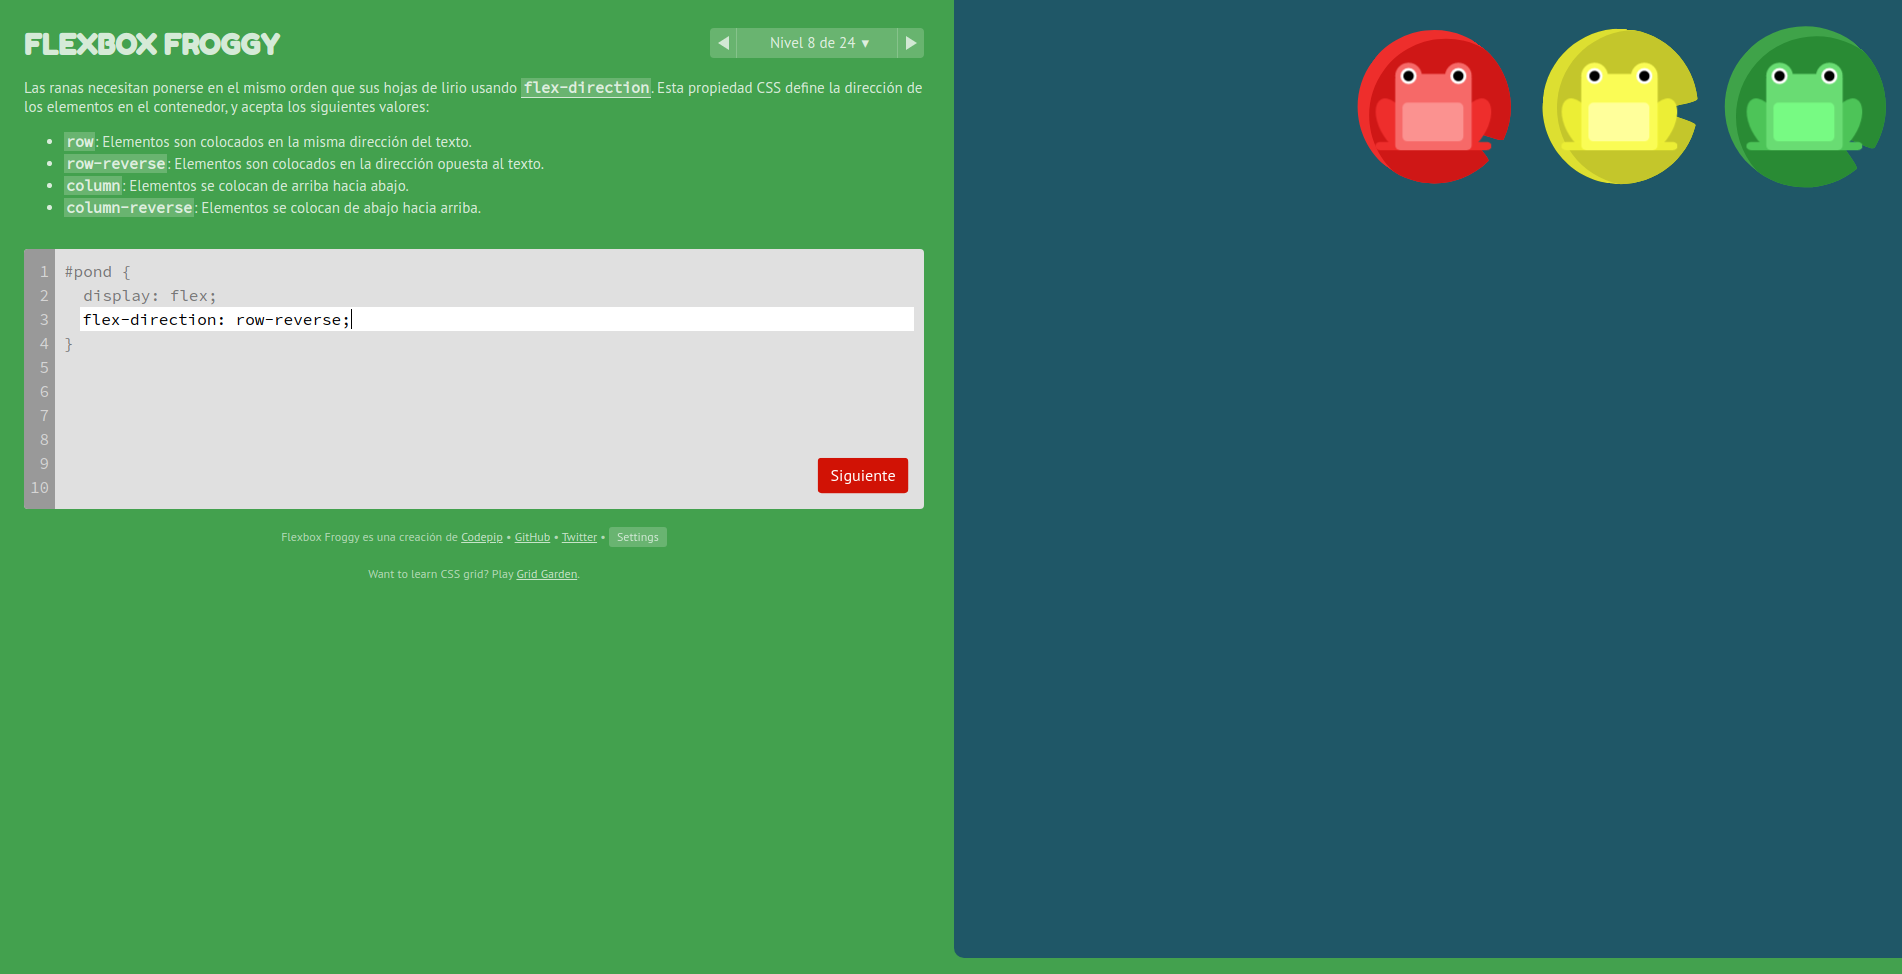 FLEXBOX FROGGY
◀ Nivel 8 de 24 ▾ ▶
Las ranas necesitan ponerse en el mismo orden que sus hojas de lirio usando flex-direction. Esta propiedad CSS define la dirección de
los elementos en el contenedor, y acepta los siguientes valores:
• row: Elementos son colocados en la misma dirección del texto.
• row-reverse: Elementos son colocados en la dirección opuesta al texto.
• column: Elementos se colocan de arriba hacia abajo.
• column-reverse: Elementos se colocan de abajo hacia arriba.
1 #pond {
2 display: flex;
3 flex-direction: row-reverse;
4 }
5
6
7
8
9
10
Siguiente
Flexbox Froggy es una creación de Codepip • GitHub • Twitter • Settings
Want to learn CSS grid? Play Grid Garden.